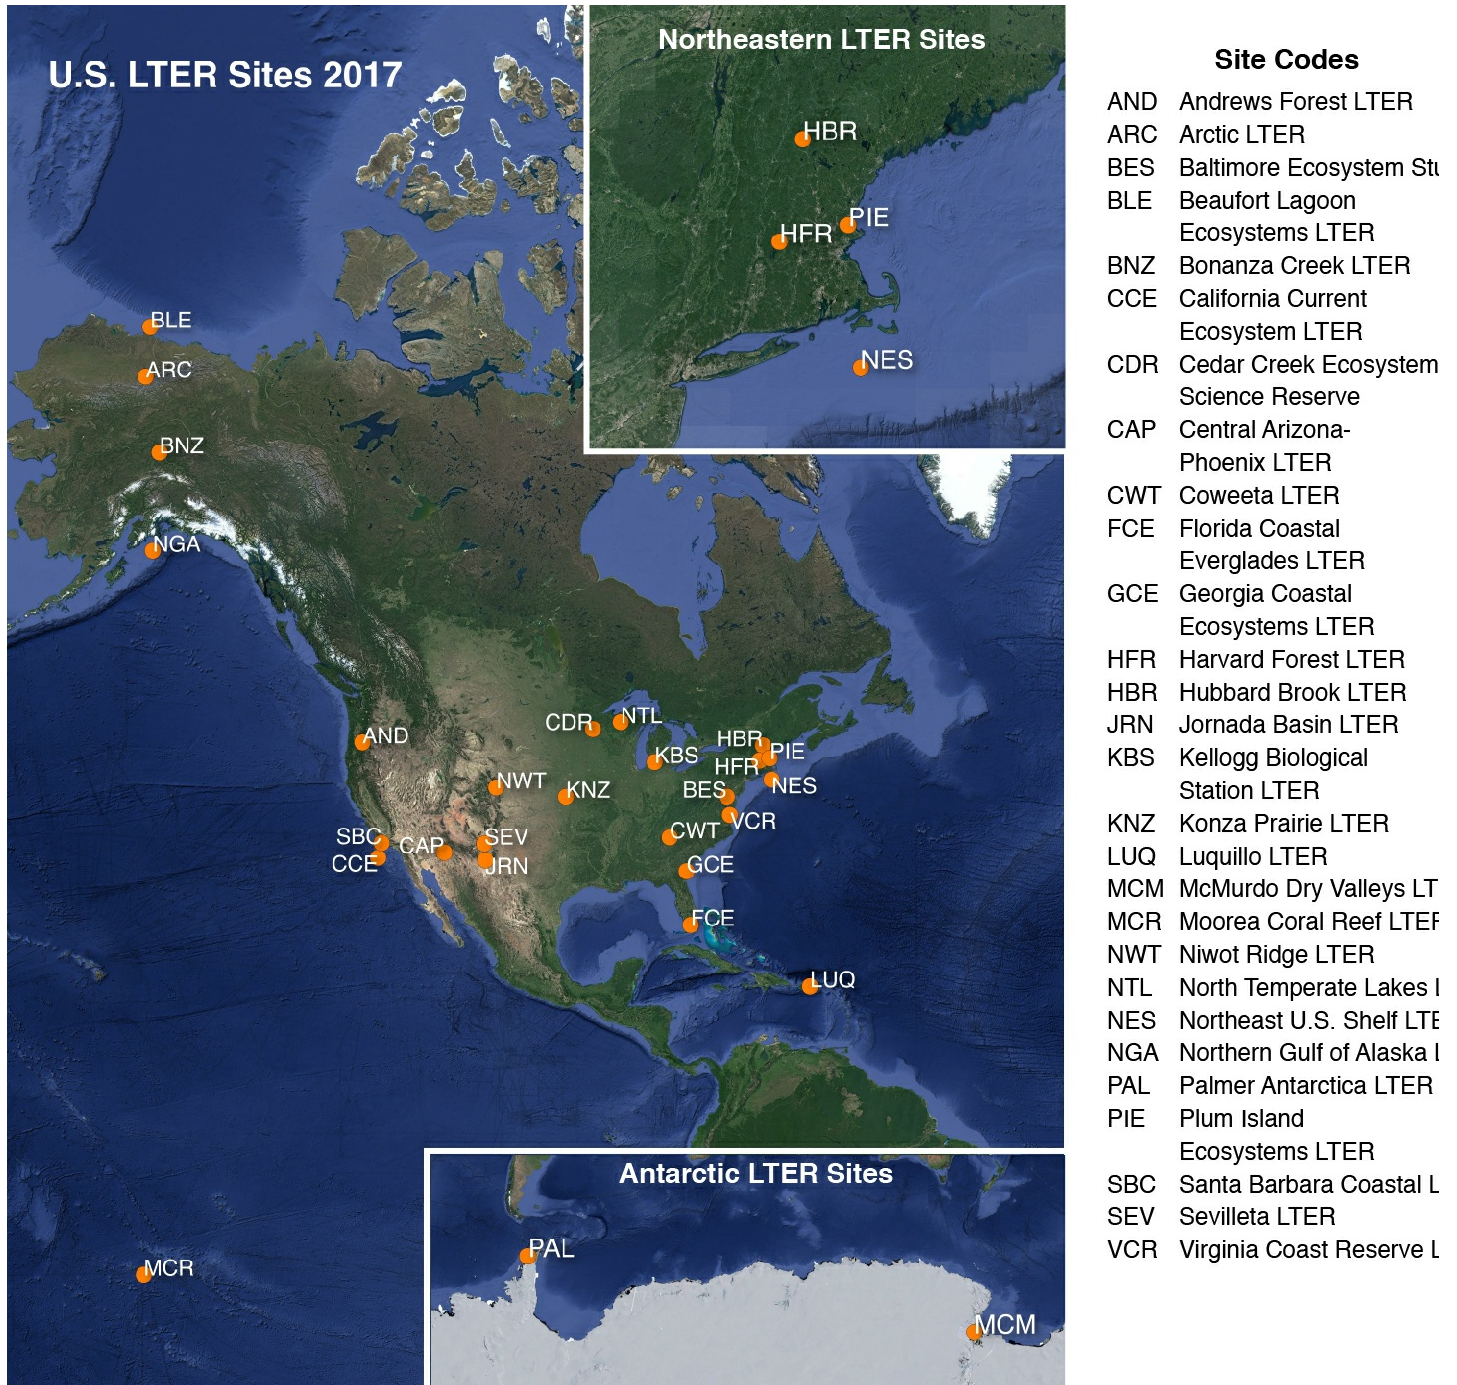 U.S. LTER Sites 2017
Northeastern LTER Sites
HBR
PIE
HFR
NES
BLE
ARC
BNZ
NGA
AND
CDR
NTL
KBS
HBR
PIE
HFR
NES
NWT
KNZ
BES
VCR
SBC
CAP
SEV
CWT
CCE
JRN
GCE
FCE
LUQ
MCR
Antarctic LTER Sites
PAL
MCM
Site Codes
AND Andrews Forest LTER
ARC Arctic LTER
BES Baltimore Ecosystem Stu
BLE Beaufort Lagoon
Ecosystems LTER
BNZ Bonanza Creek LTER
CCE California Current
Ecosystem LTER
CDR Cedar Creek Ecosystem
Science Reserve
CAP Central Arizona-
Phoenix LTER
CWT Coweeta LTER
FCE Florida Coastal
Everglades LTER
GCE Georgia Coastal
Ecosystems LTER
HFR Harvard Forest LTER
HBR Hubbard Brook LTER
JRN Jornada Basin LTER
KBS Kellogg Biological
Station LTER
KNZ Konza Prairie LTER
LUQ Luquillo LTER
MCM McMurdo Dry Valleys LT
MCR Moorea Coral Reef LTER
NWT Niwot Ridge LTER
NTL North Temperate Lakes L
NES Northeast U.S. Shelf LTE
NGA Northern Gulf of Alaska L
PAL Palmer Antarctica LTER
PIE Plum Island
Ecosystems LTER
SBC Santa Barbara Coastal L
SEV Sevilleta LTER
VCR Virginia Coast Reserve L